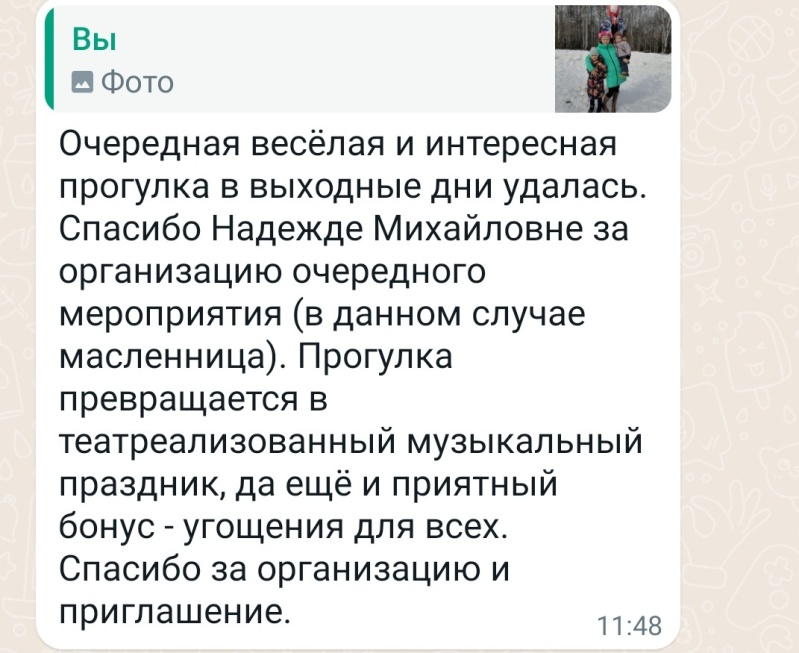 Вы
Фото
Очередная весёлая и интересная
прогулка в выходные дни удалась.
Спасибо Надежде Михайловне за
организацию очередного
мероприятия (в данном случае
масленница). Прогулка
превращается в
театреализованный музыкальный
праздник, да ещё и приятный
бонус - угощения для всех.
Спасибо за организацию и
приглашение.
11:48